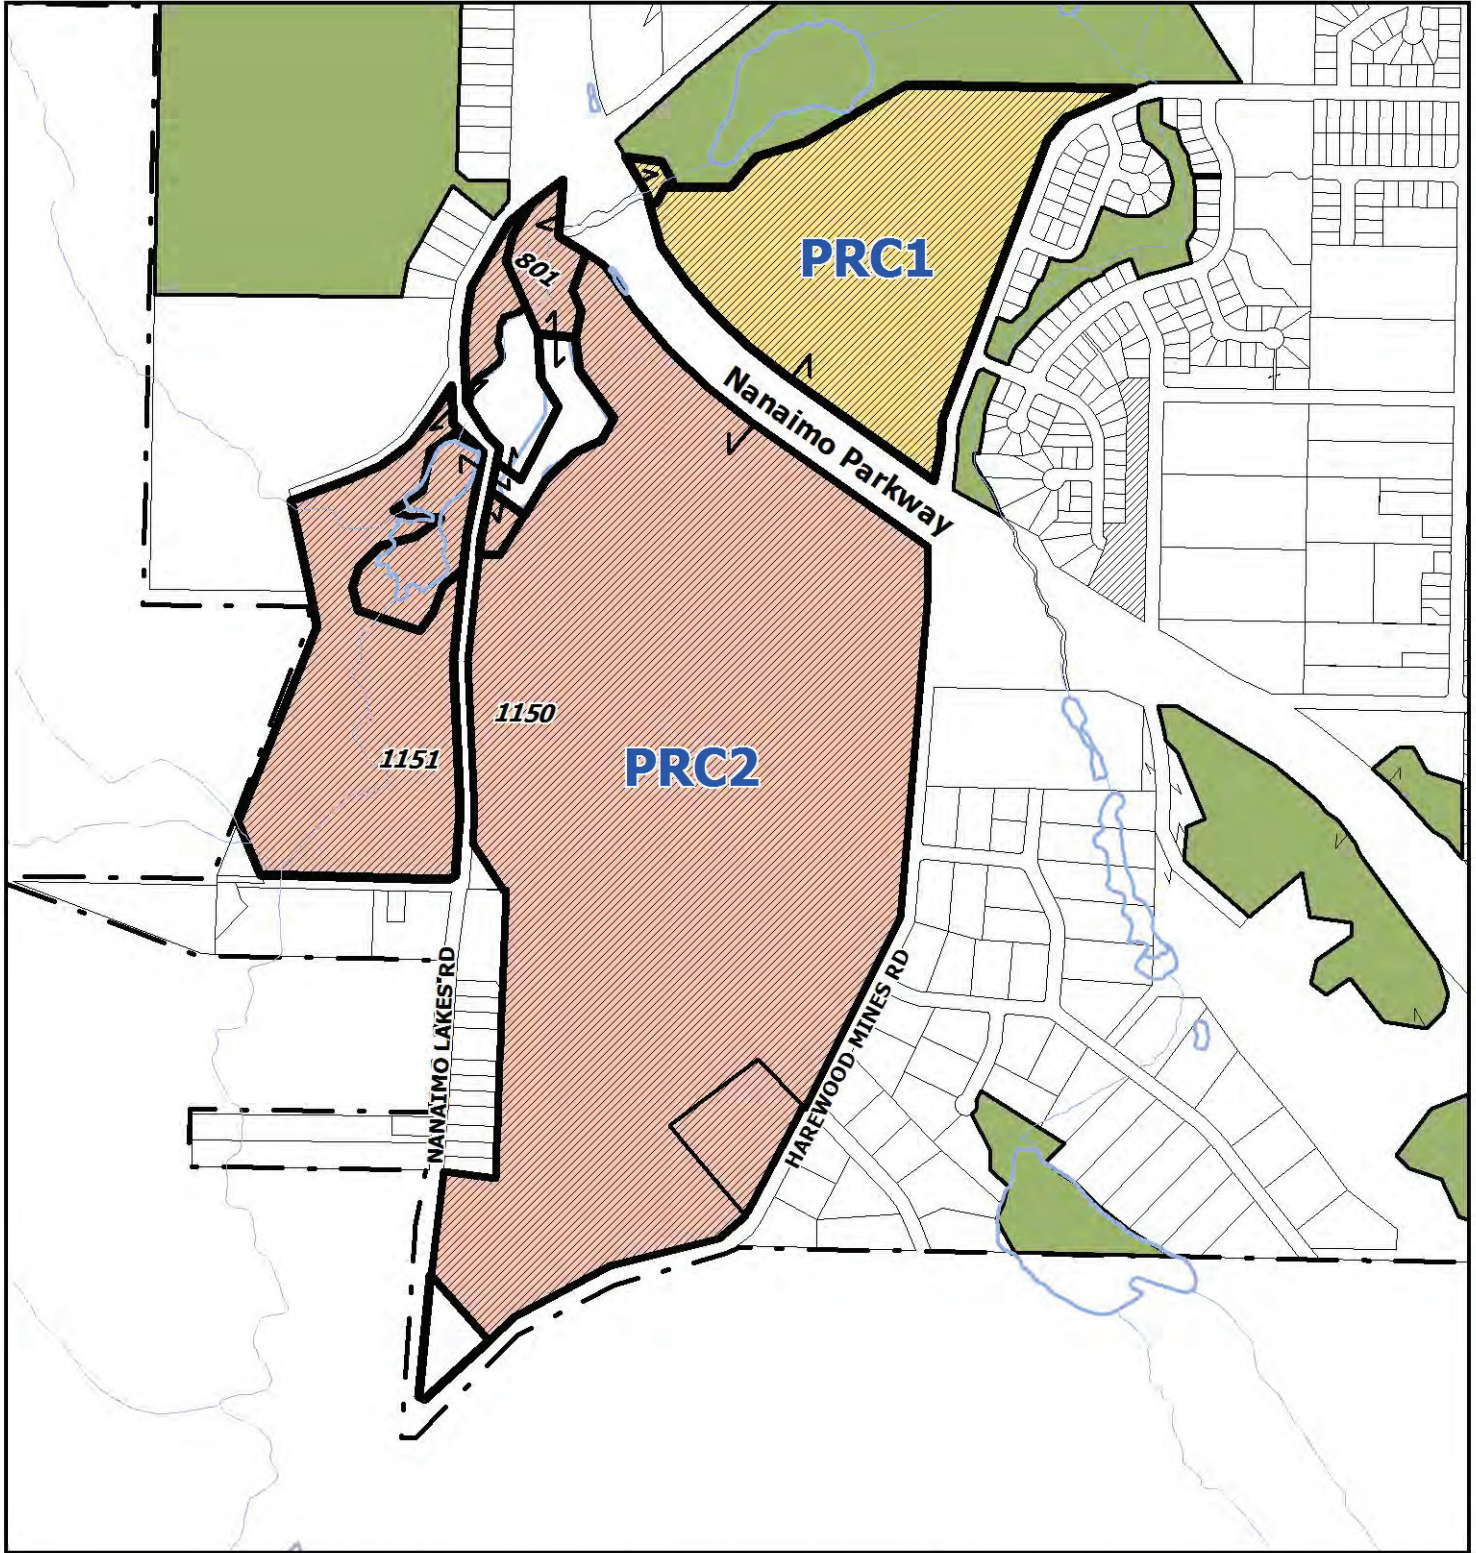 PRC1
801
Nanaimo Parkway
1150
PRC2
1151
NANAIMO LAKES RD
HAREWOOD MINES RD